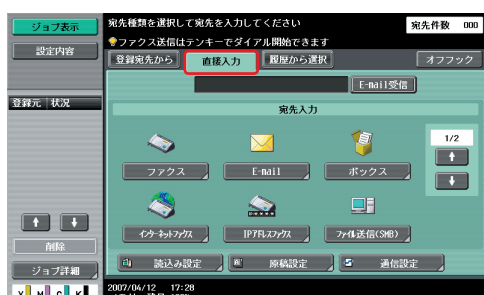 ジョブ表示
設定内容
登録元 状況
↑ ↓
削除
ジョブ詳細
Y M C K
宛先種類を選択して宛先を入力してください
宛先件数 000
ファクス送信はテンキーでダイアル開始できます
登録宛先から 直接入力 履歴から選択 オフフック
E-mail受信
宛先入力
1/2
ファクス E-mail ボックス
↑
↓
インターネットファクス IPアドレスファクス ファイル送信(SMB)
読込み設定 原稿設定 通信設定
2007/04/12 17:28